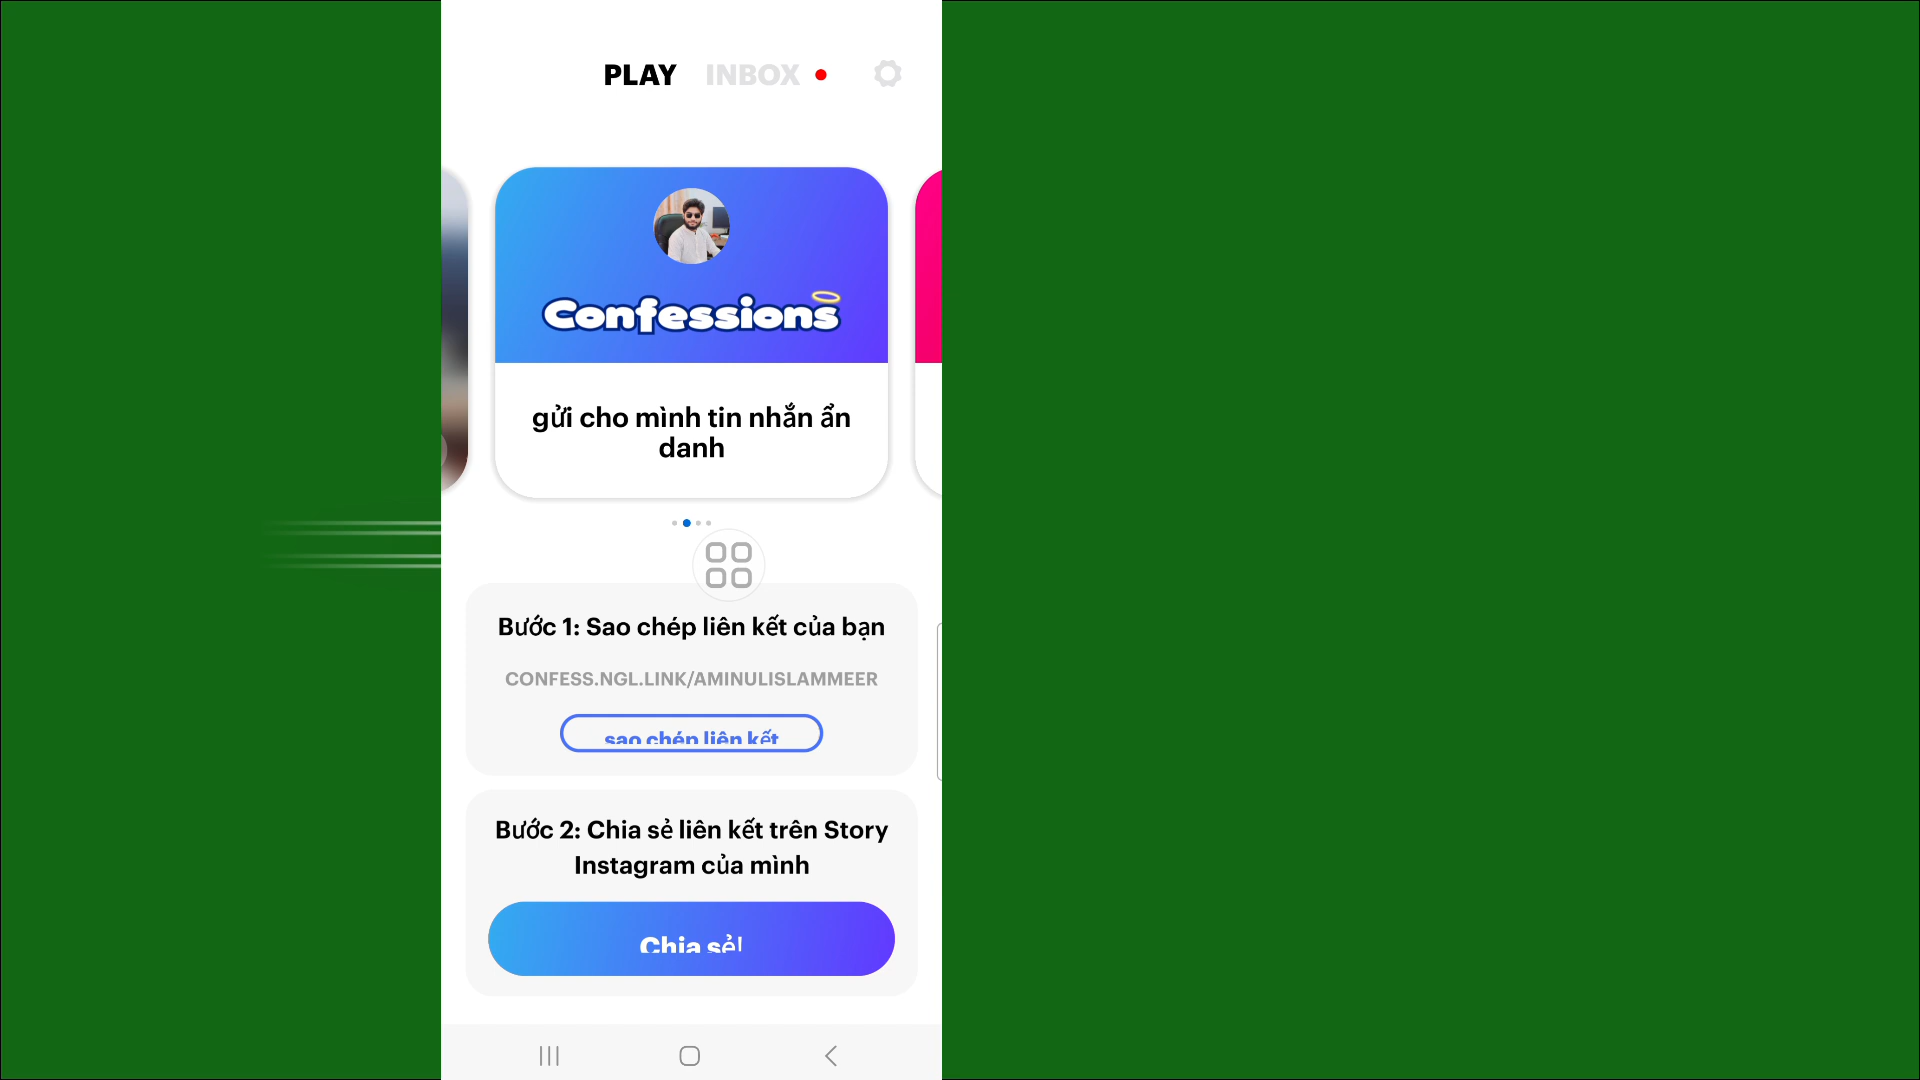 PLAY INBOX
Confessions
gửi cho mình tin nhắn ẩn
danh
Bước 1: Sao chép liên kết của bạn
CONFESS.NGL.LINK/AMINULISLAMMEER
sao chép liên kết
Bước 2: Chia sẻ liên kết trên Story
Instagram của mình
Chia sẻ!